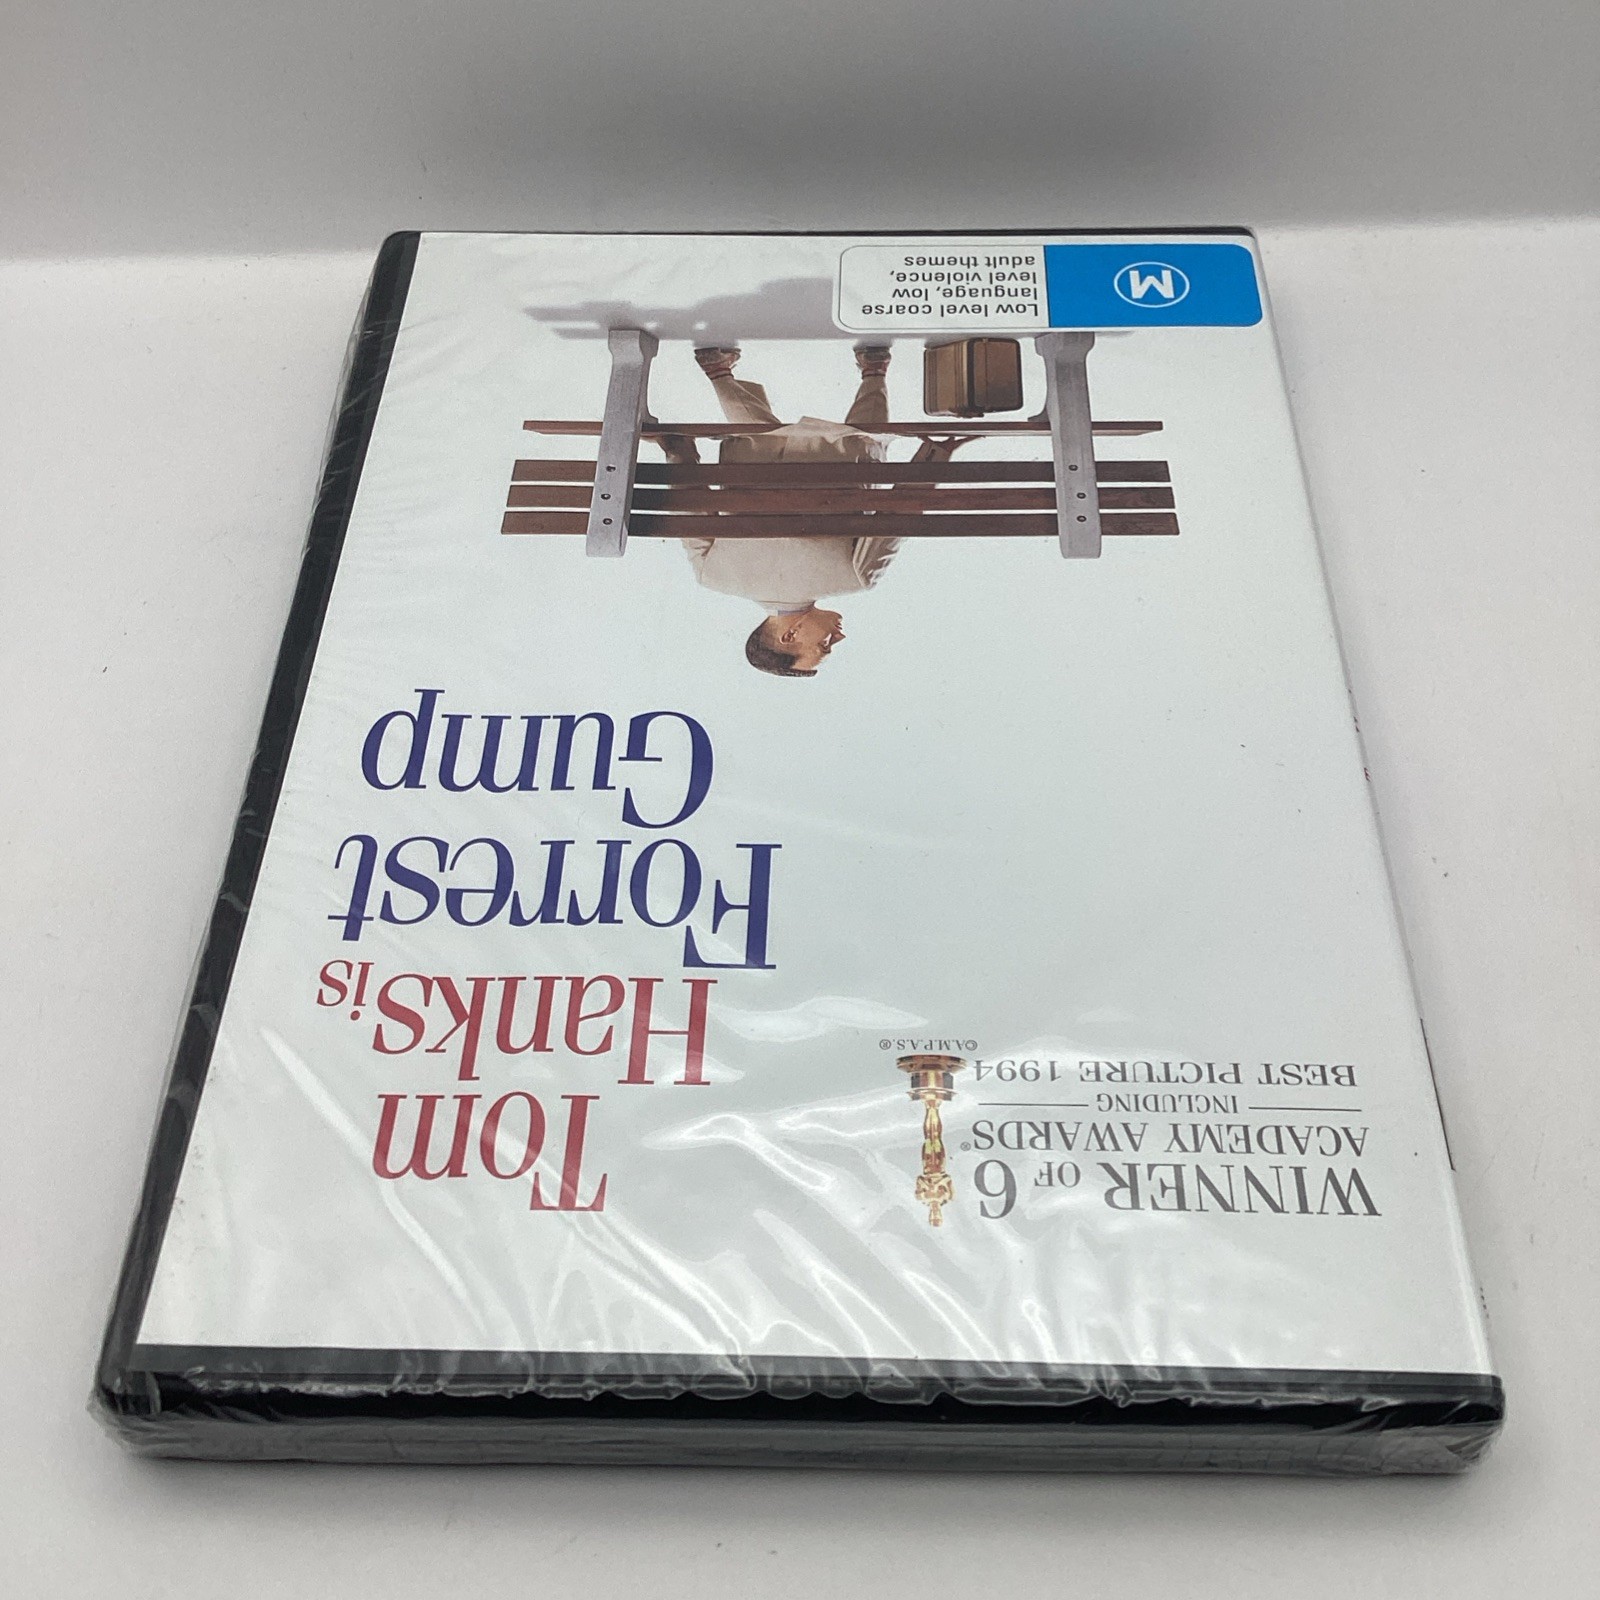 WINNER OF 6
ACADEMY AWARDS®
INCLUDING
BEST PICTURE 1994
©A.M.P.A.S.®
Tom
Hanks is
Forrest
Gump
M
Low level coarse
language, low
level violence,
adult themes